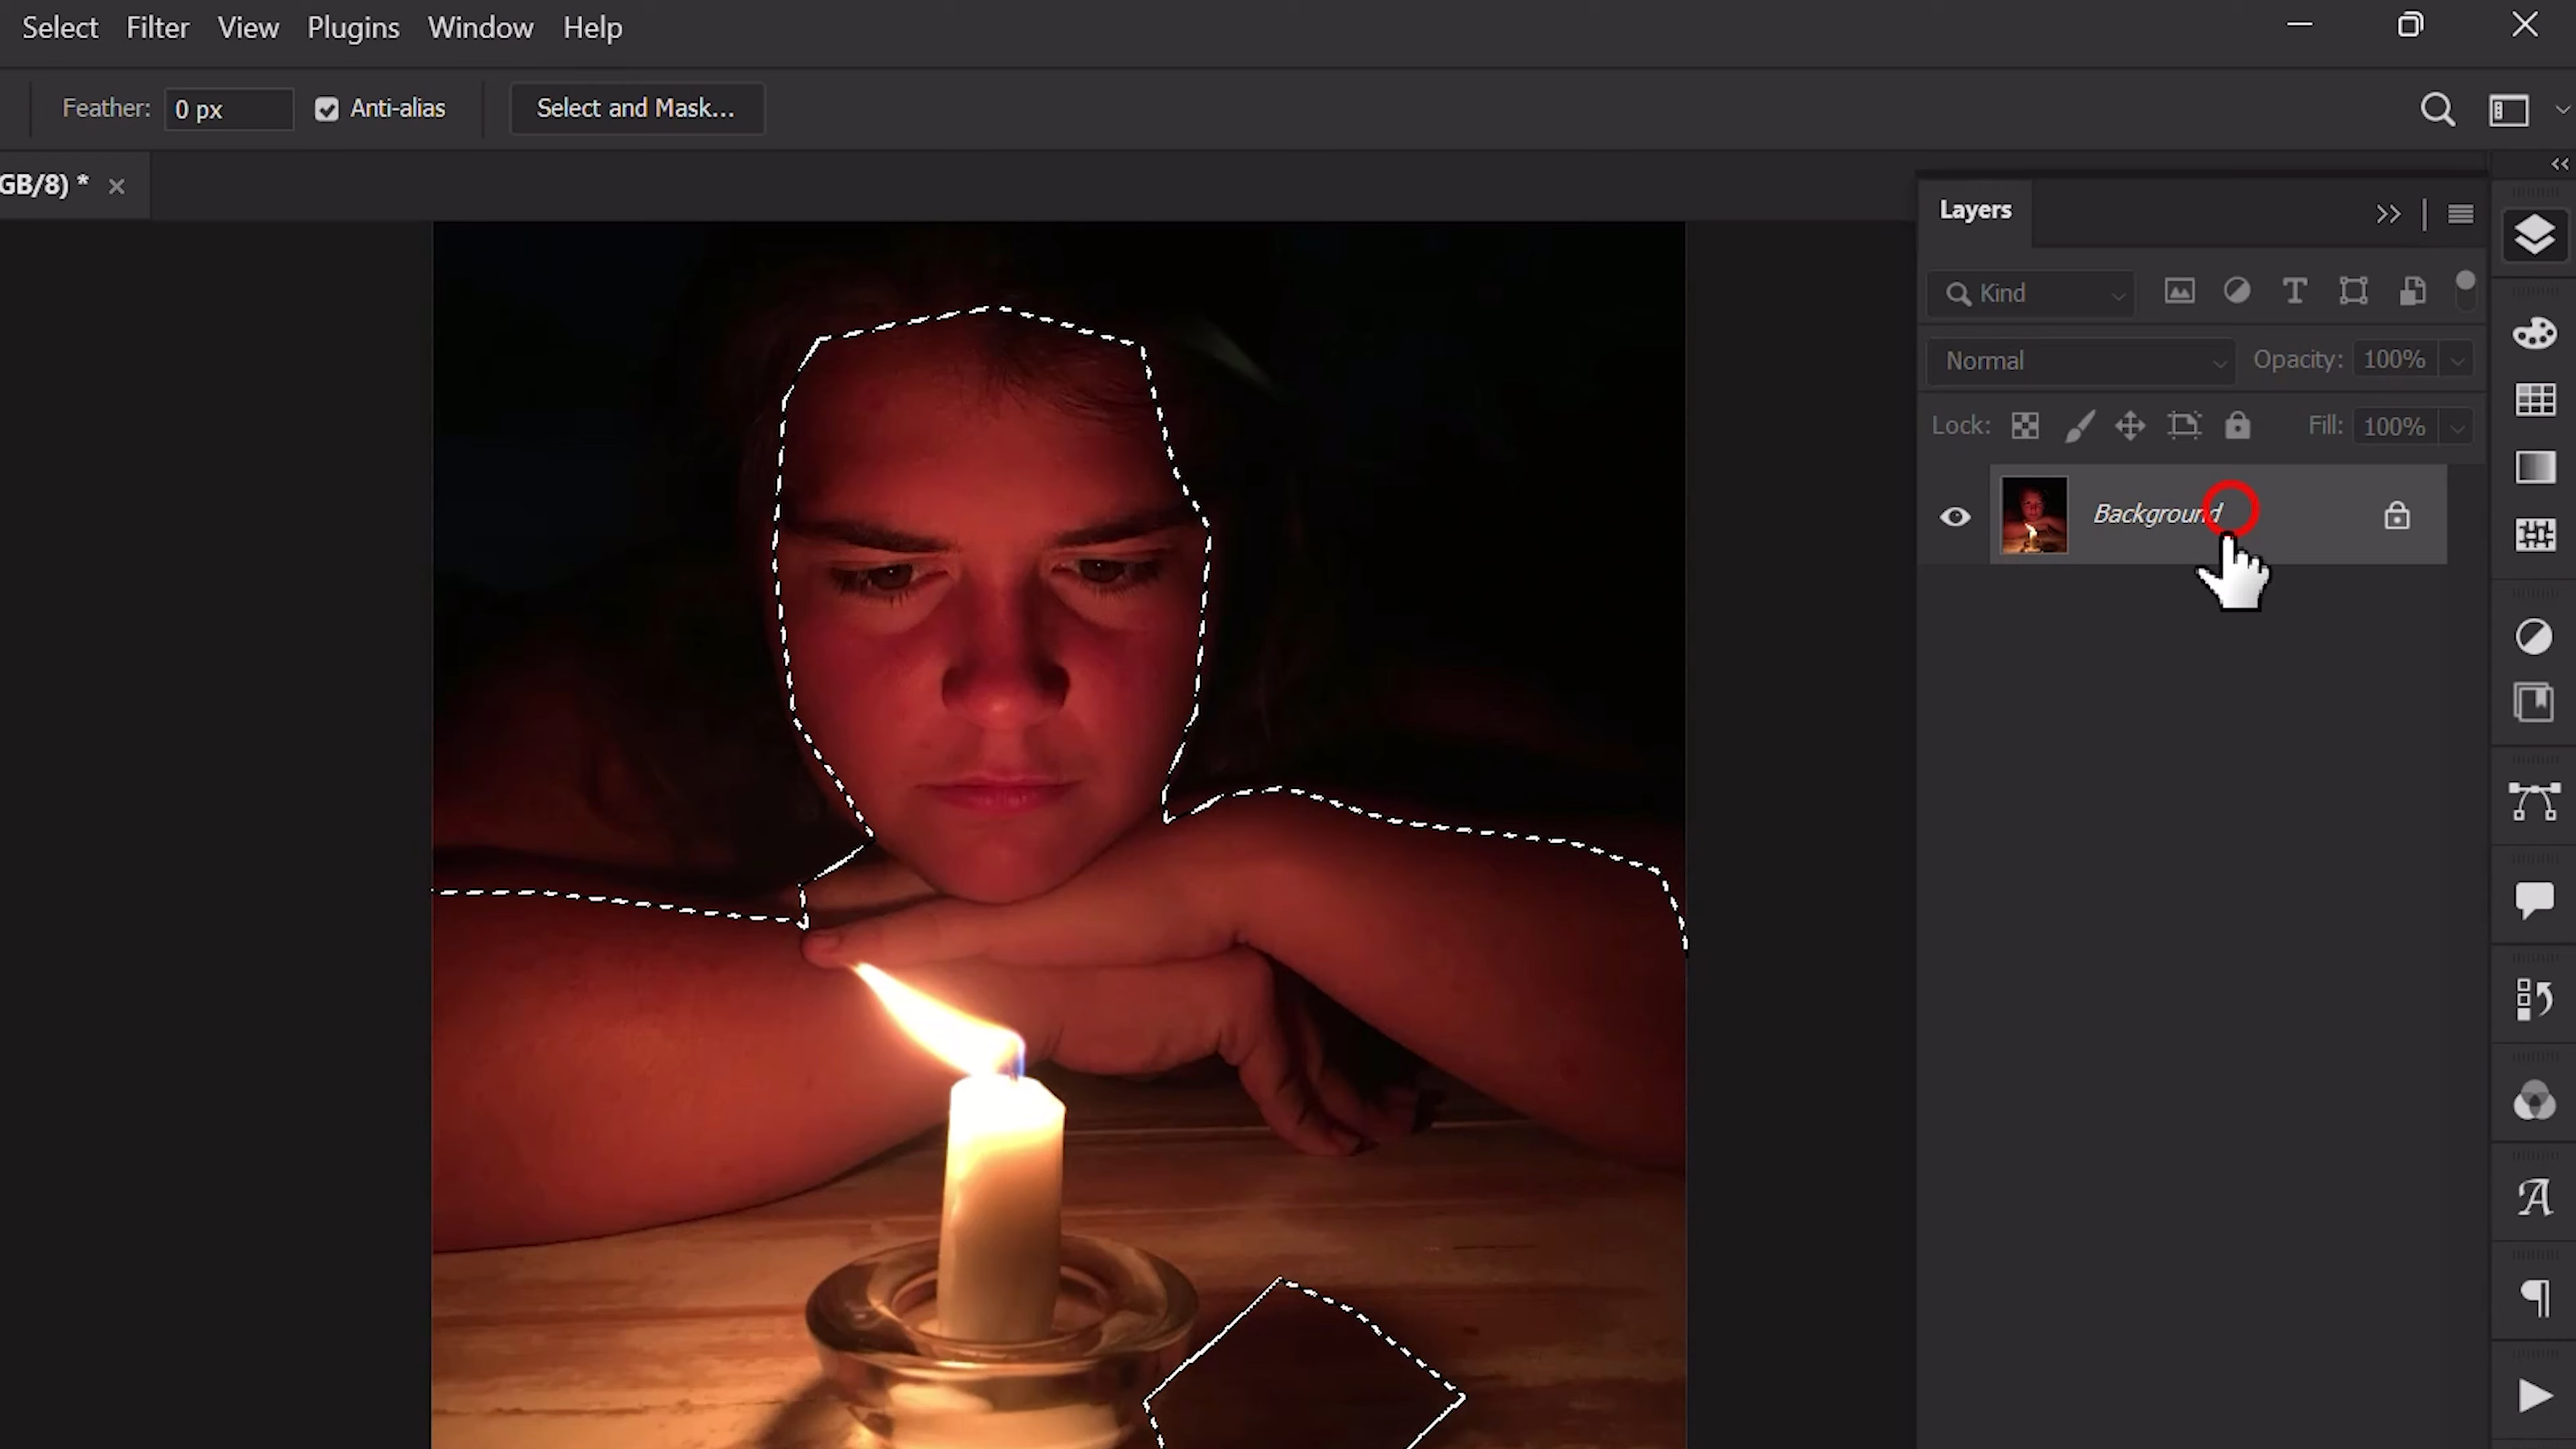 Select Filter View Plugins Window Help
Feather: 0 px Anti-alias Select and Mask...
GB/8) * ×
Layers
Kind
Normal Opacity: 100%
Lock: Fill: 100%
Background